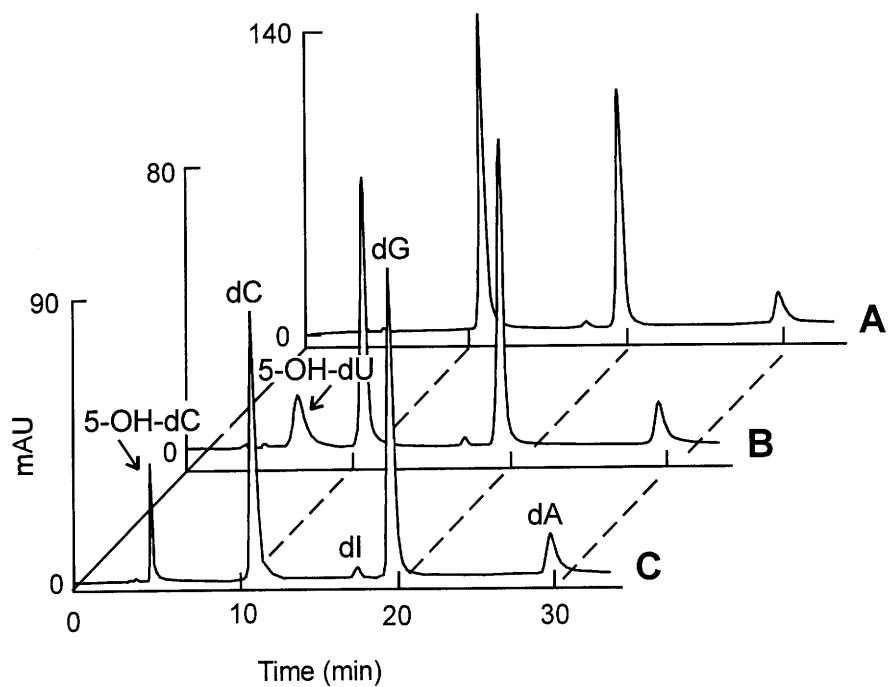 140
80
0
A
dG
90
dC
5-OH-dU
5-OH-dC
0
B
mAU
dI
dA
0
C
0 10 20 30
Time (min)